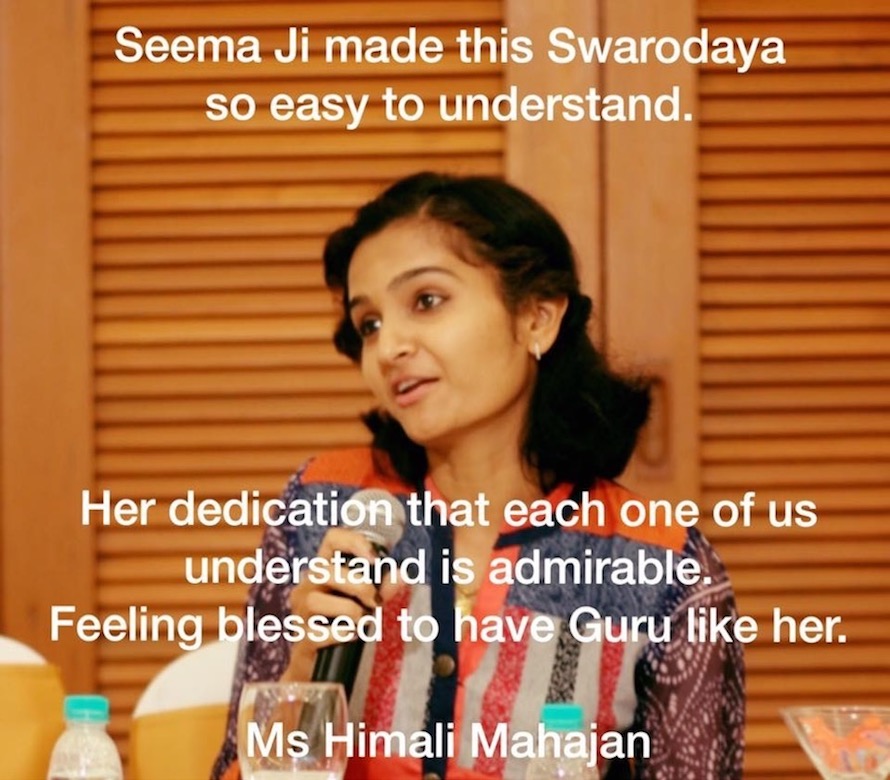 Seema Ji made this Swarodaya
so easy to understand.
Her dedication that each one of us
understand is admirable.
Feeling blessed to have Guru like her.
Ms Himali Mahajan